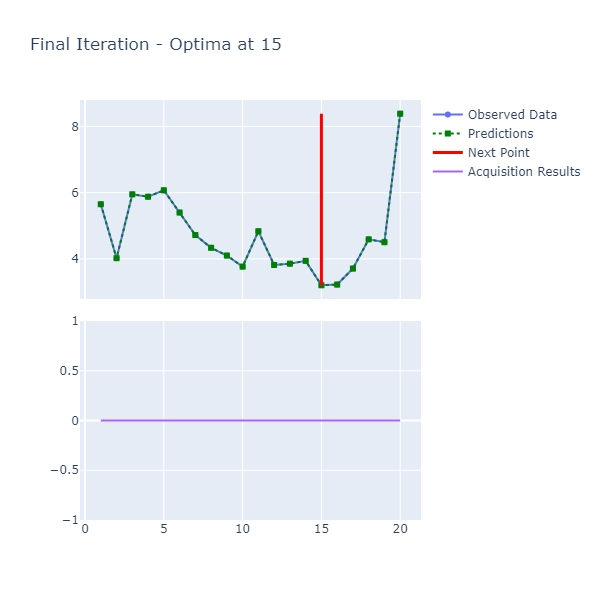 Final Iteration - Optima at 15
8
6
4
Observed Data
Predictions
Next Point
Acquisition Results
1
0.5
0
−0.5
−1
0
5
10
15
20